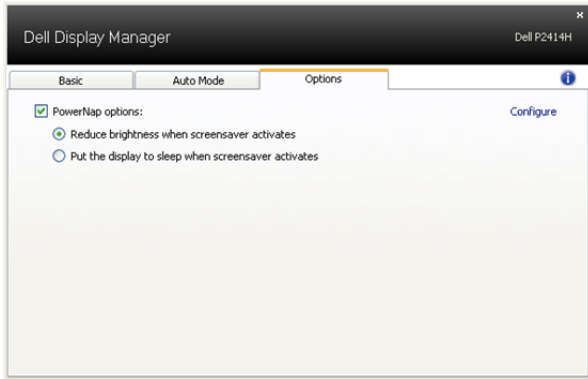 Dell Display Manager
Dell P2414H
Basic
Auto Mode
Options
PowerNap options:
Configure
Reduce brightness when screensaver activates
Put the display to sleep when screensaver activates